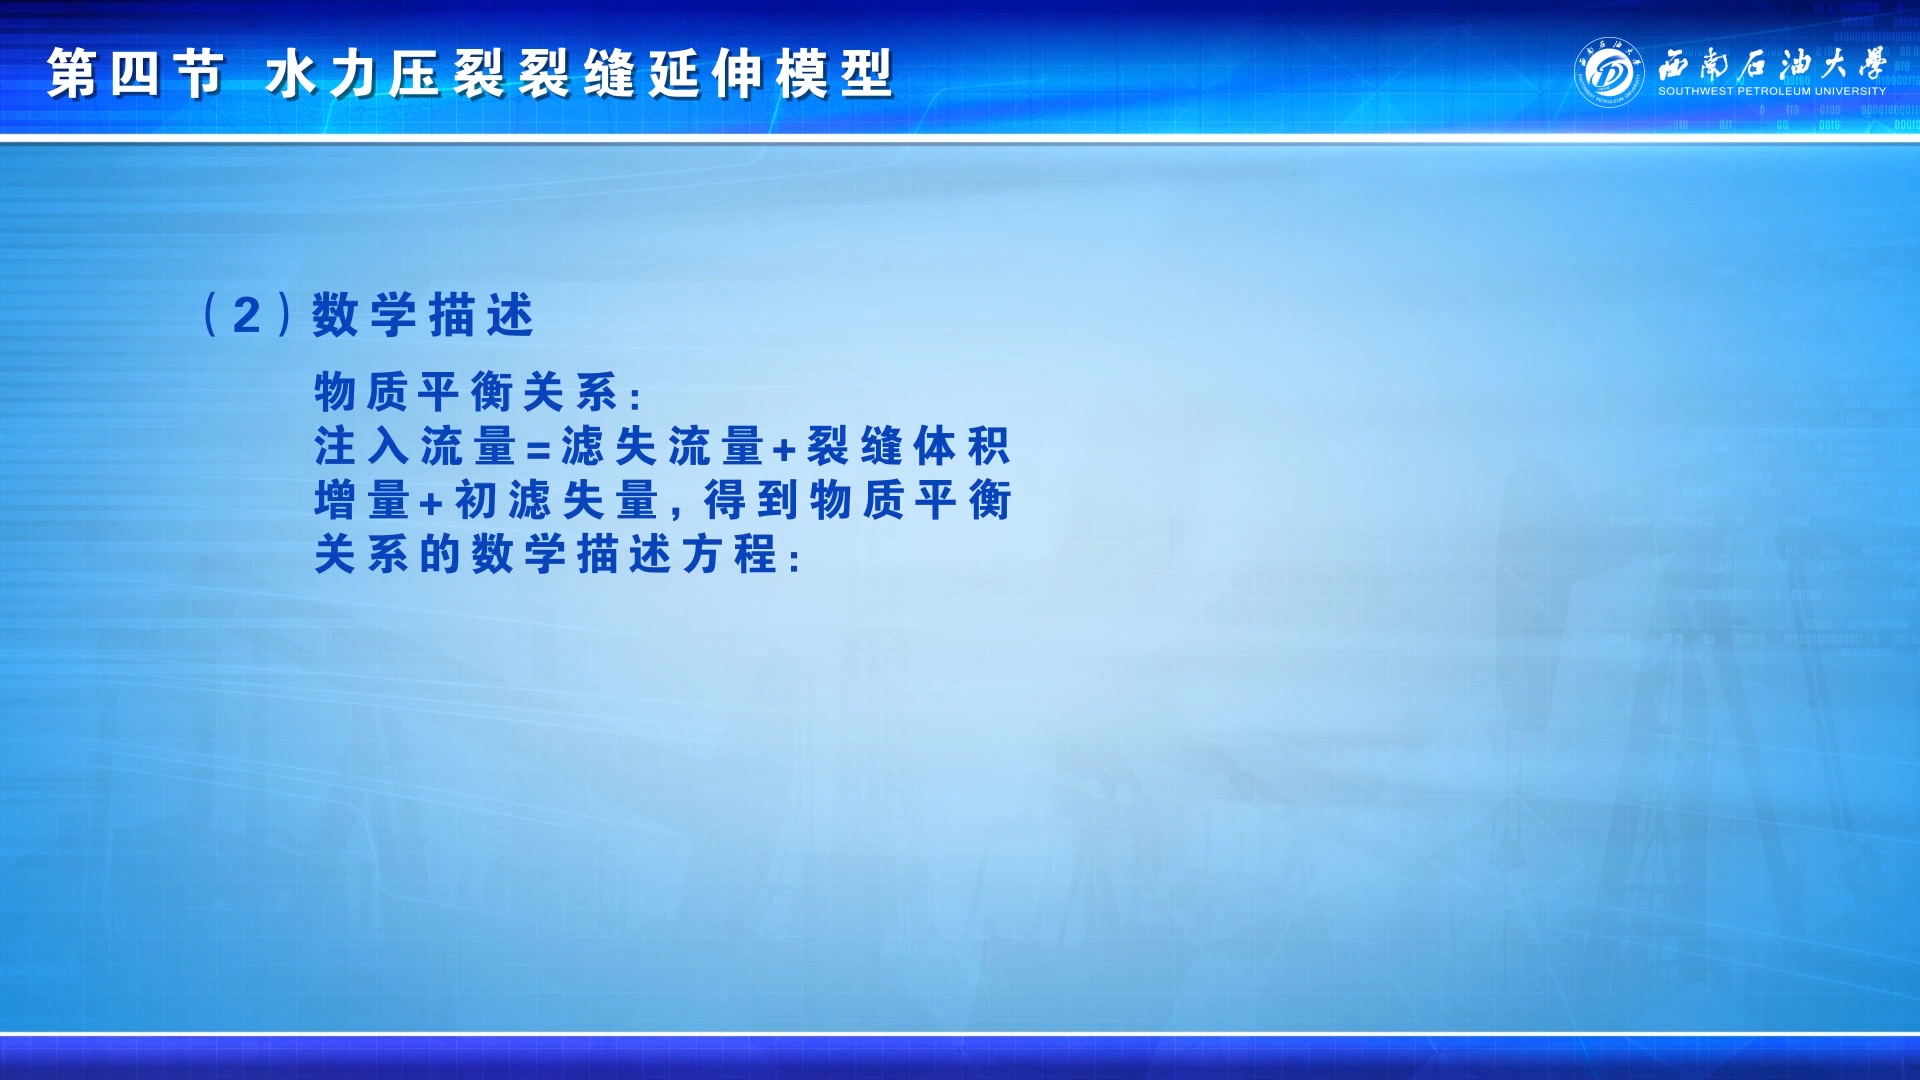 第四节 水力压裂裂缝延伸模型
西南石油大學
SOUTHWEST PETROLEUM UNIVERSITY
（2）数学描述
物质平衡关系：
注入流量=滤失流量+裂缝体积
增量+初滤失量，得到物质平衡
关系的数学描述方程：